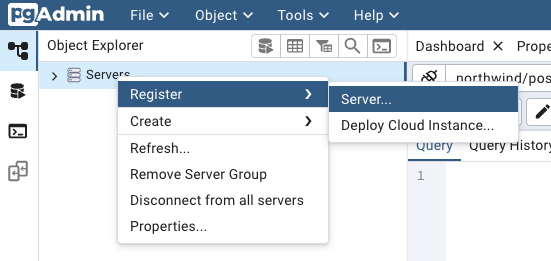 pgAdmin File Object Tools Help
Object Explorer
Dashboard Prope
Servers
northwind/pos
Register
Server...
Create
Deploy Cloud Instance...
Refresh...
Query Query History
Remove Server Group
1
Disconnect from all servers
Properties...